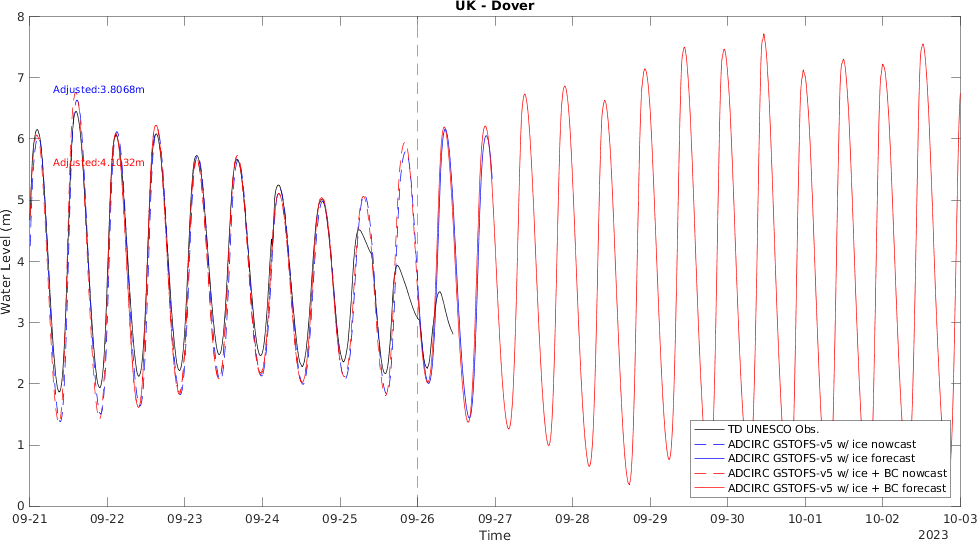 UK - Dover
8
7
6
5
4
3
2
1
0
Water Level (m)
Adjusted:3.8068m
Adjusted:4.1032m
TD UNESCO Obs.
ADCIRC GSTOFS-v5 w/ ice nowcast
ADCIRC GSTOFS-v5 w/ ice forecast
ADCIRC GSTOFS-v5 w/ ice + BC nowcast
ADCIRC GSTOFS-v5 w/ ice + BC forecast
09-21 09-22 09-23 09-24 09-25 09-26 09-27 09-28 09-29 09-30 10-01 10-02 10-03
Time
2023